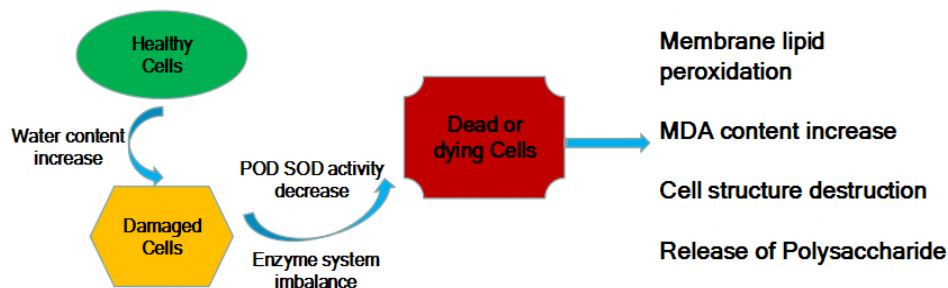 Healthy
Cells
Water content
increase
Damaged
Cells
POD SOD activity
decrease
Enzyme system
imbalance
Dead or
dying Cells
Membrane lipid
peroxidation
MDA content increase
Cell structure destruction
Release of Polysaccharide